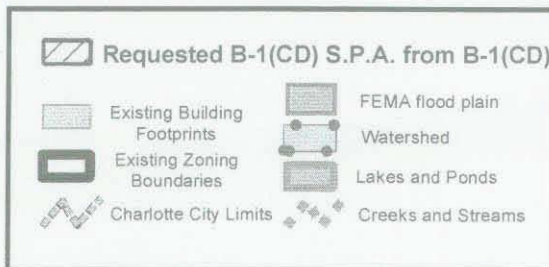 Requested B-1(CD) S.P.A. from B-1(CD)
Existing Building
Footprints
Existing Zoning
Boundaries
Charlotte City Limits
FEMA flood plain
Watershed
Lakes and Ponds
Creeks and Streams